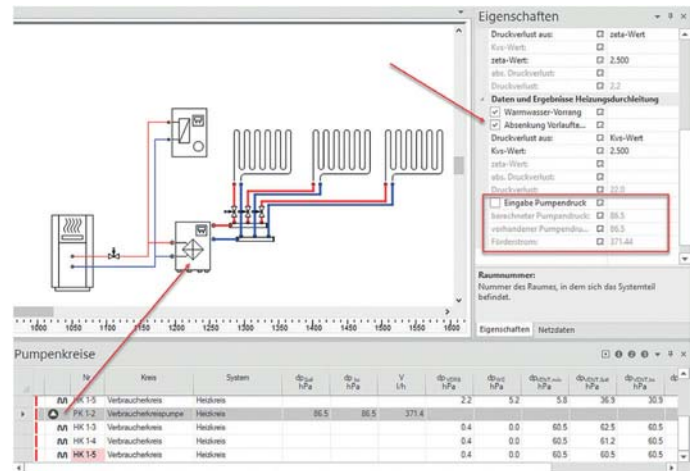 Eigenschaften
Druckverlust aus: zeta-Wert
Kvs-Wert:
zeta-Wert: 2.500
abs. Druckverlust:
Druckverlust: 2,2
Daten und Ergebnisse Heizungsdurchleitung
Warmwasser-Vorrang
Absenkung Vorlaufte...
Druckverlust aus: Kvs-Wert
Kvs-Wert: 2.500
zeta-Wert:
abs. Druckverlust:
Druckverlust: 22.0
Eingabe Pumpendruck
berechneter Pumpendruck: 86.5
vorhandener Pumpendru... 86.5
Förderstrom: 371.44
Raumnummer:
Nummer des Raumes, in dem sich das Systemteil
befindet.
1000 1050 1100 1150 1200 1250 1300 1350 1400 1450 1500 1550 1600
Eigenschaften Netzdaten
Pumpenkreise
Nr. Kreis System
hPa hPa l/h hPa hPa hPa hPa hPa
HK 1-5 Verbraucherkreis Heizkreis 2.2 5.2 5.8 36.9 30.9
PK 1-2 Verbraucherkreispumpe Heizkreis 86.5 86.5 371.4
HK 1-3 Verbraucherkreis Heizkreis 0.4 0.0 60.5 62.5 60.5
HK 1-4 Verbraucherkreis Heizkreis 0.4 0.0 60.5 61.2 60.5
HK 1-5 Verbraucherkreis Heizkreis 0.4 0.0 60.5 60.5 60.5